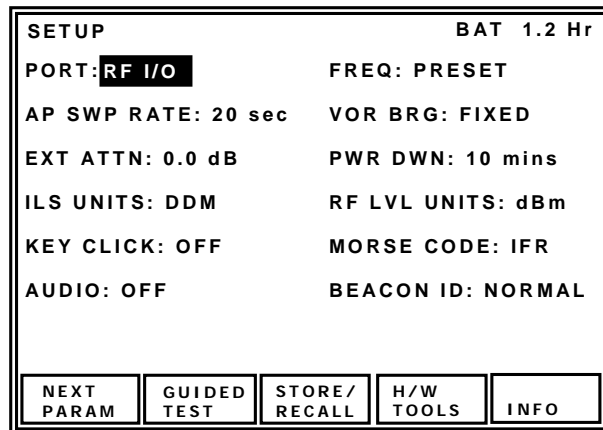 SETUP BAT 1.2 Hr
PORT: RF I/O FREQ: PRESET
AP SWP RATE: 20 sec VOR BRG: FIXED
EXT ATTN: 0.0 dB PWR DWN: 10 mins
ILS UNITS: DDM RF LVL UNITS: dBm
KEY CLICK: OFF MORSE CODE: IFR
AUDIO: OFF BEACON ID: NORMAL
NEXT PARAM
GUIDED TEST
STORE/ RECALL
H/W TOOLS
INFO